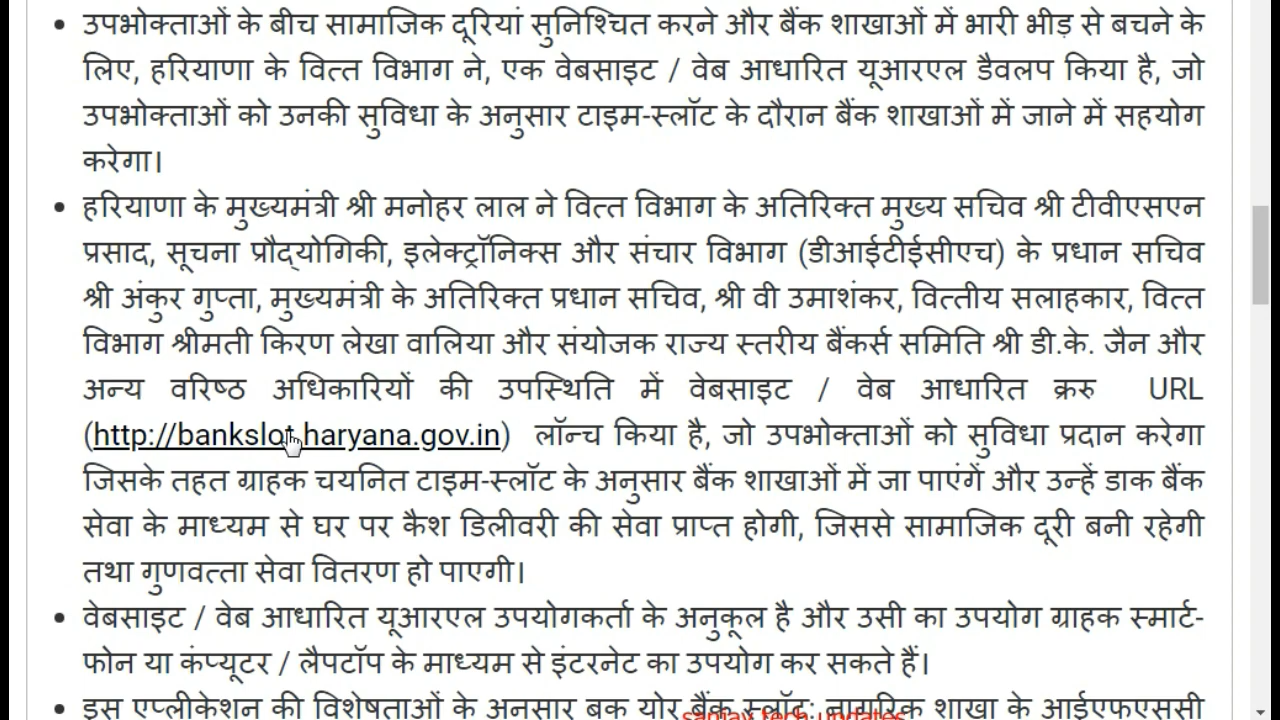 उपभोक्ताओं के बीच सामाजिक दूरियां सुनिश्चित करने और बैंक शाखाओं में भारी भीड़ से बचने के
लिए, हरियाणा के वित्त विभाग ने, एक वेबसाइट / वेब आधारित यूआरएल डैवलप किया है, जो
उपभोक्ताओं को उनकी सुविधा के अनुसार टाइम-स्लॉट के दौरान बैंक शाखाओं में जाने में सहयोग
करेगा।
हरियाणा के मुख्यमंत्री श्री मनोहर लाल ने वित्त विभाग के अतिरिक्त मुख्य सचिव श्री टीवीएसएन
प्रसाद, सूचना प्रौद्योगिकी, इलेक्ट्रॉनिक्स और संचार विभाग (डीआईटीईसीएच) के प्रधान सचिव
श्री अंकुर गुप्ता, मुख्यमंत्री के अतिरिक्त प्रधान सचिव, श्री वी उमाशंकर, वित्तीय सलाहकार, वित्त
विभाग श्रीमती किरण लेखा वालिया और संयोजक राज्य स्तरीय बैंकर्स समिति श्री डी.के. जैन और
अन्य वरिष्ठ अधिकारियों की उपस्थिति में वेबसाइट / वेब आधारित क्ररु URL
(http://bankslot.haryana.gov.in) लॉन्च किया है, जो उपभोक्ताओं को सुविधा प्रदान करेगा
जिसके तहत ग्राहक चयनित टाइम-स्लॉट के अनुसार बैंक शाखाओं में जा पाएंगें और उन्हें डाक बैंक
सेवा के माध्यम से घर पर कैश डिलीवरी की सेवा प्राप्त होगी, जिससे सामाजिक दूरी बनी रहेगी
तथा गुणवत्ता सेवा वितरण हो पाएगी।
वेबसाइट / वेब आधारित यूआरएल उपयोगकर्ता के अनुकूल है और उसी का उपयोग ग्राहक स्मार्ट-
फोन या कंप्यूटर / लैपटॉप के माध्यम से इंटरनेट का उपयोग कर सकते हैं।
इस एप्लीकेशन की विशेषताओं के अनुसार बुक योर बैंक स्लॉट: नागरिक शाखा के आईएफएससी
sanjay tech updates